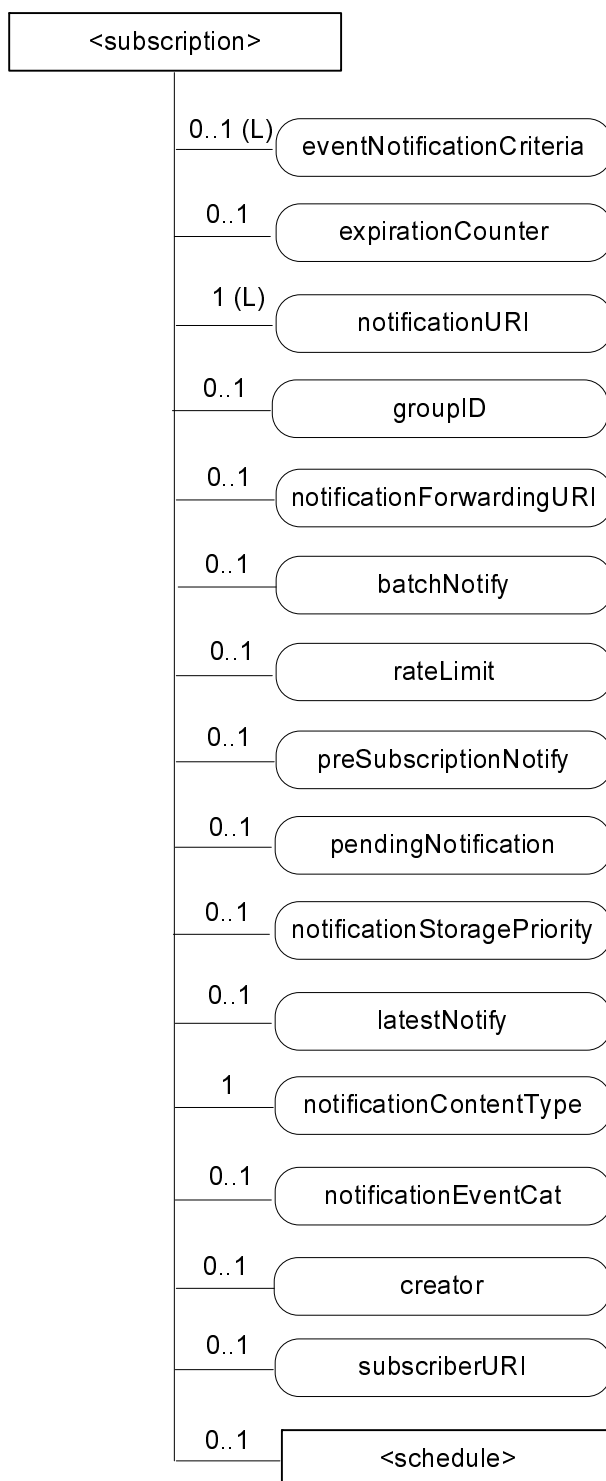 <subscription>
0..1 (L)
eventNotificationCriteria
0..1
expirationCounter
1 (L)
notificationURI
0..1
groupID
0..1
notificationForwardingURI
0..1
batchNotify
0..1
rateLimit
0..1
preSubscriptionNotify
0..1
pendingNotification
0..1
notificationStoragePriority
0..1
latestNotify
1
notificationContentType
0..1
notificationEventCat
0..1
creator
0..1
subscriberURI
0..1
<schedule>